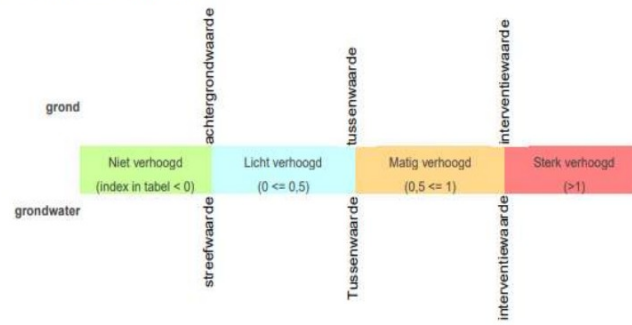 achtergrondwaarde
tussenwaarde
interventiewaarde
grond
Niet verhoogd
(index in tabel < 0)
Licht verhoogd
(0 <= 0,5)
Matig verhoogd
(0,5 <= 1)
Sterk verhoogd
(>1)
grondwater
streefwaarde
Tussenwaarde
interventiewaarde